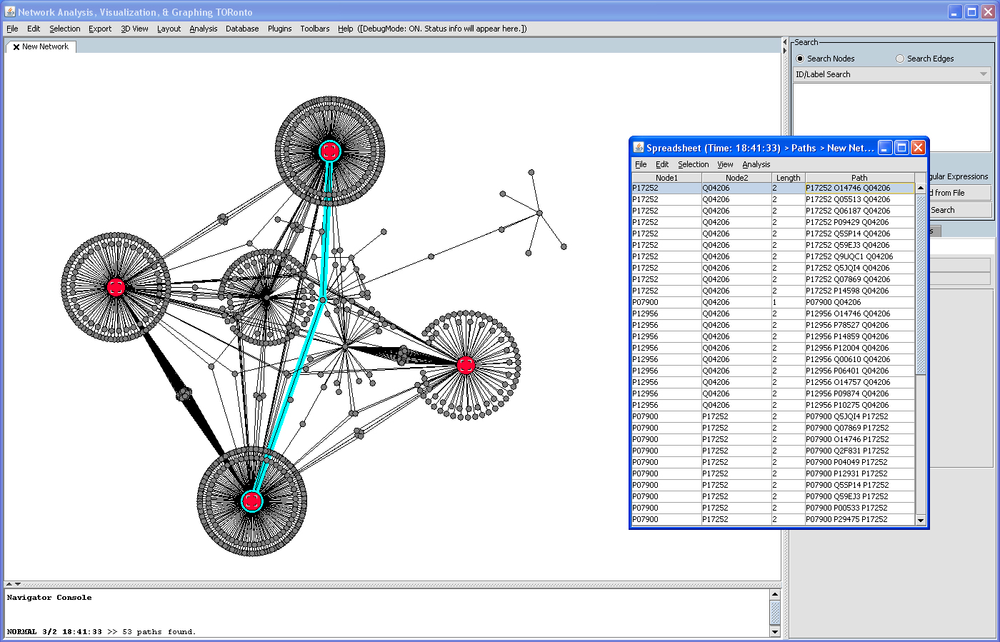 Network Analysis, Visualization, & Graphing TORonto
File Edit Selection Export 3D View Layout Analysis Database Plugins Toolbars Help ([DebugMode: ON. Status info will appear here.])
New Network
Search
Search Nodes Search Edges
ID/Label Search
gular Expressions
d from File
Search
s
Spreadsheet (Time: 18:41:33) > Paths > New Net...
File Edit Selection View Analysis
Node1 Node2 Length Path
P17252 Q04206 2 P17252 O14746 Q04206
P17252 Q04206 2 P17252 Q05513 Q04206
P17252 Q04206 2 P17252 Q06187 Q04206
P17252 Q04206 2 P17252 P09429 Q04206
P17252 Q04206 2 P17252 Q5SP14 Q04206
P17252 Q04206 2 P17252 Q59EJ3 Q04206
P17252 Q04206 2 P17252 Q9UQC1 Q04206
P17252 Q04206 2 P17252 Q5JQI4 Q04206
P17252 Q04206 2 P17252 Q07869 Q04206
P17252 Q04206 2 P17252 P14598 Q04206
P07900 Q04206 1 P07900 Q04206
P12956 Q04206 2 P12956 O14746 Q04206
P12956 Q04206 2 P12956 P78527 Q04206
P12956 Q04206 2 P12956 P14859 Q04206
P12956 Q04206 2 P12956 P12004 Q04206
P12956 Q04206 2 P12956 Q00610 Q04206
P12956 Q04206 2 P12956 P06401 Q04206
P12956 Q04206 2 P12956 O14757 Q04206
P12956 Q04206 2 P12956 P09874 Q04206
P12956 Q04206 2 P12956 P10275 Q04206
P07900 P17252 2 P07900 Q5JQI4 P17252
P07900 P17252 2 P07900 Q07869 P17252
P07900 P17252 2 P07900 O14746 P17252
P07900 P17252 2 P07900 Q2F831 P17252
P07900 P17252 2 P07900 P04049 P17252
P07900 P17252 2 P07900 P12931 P17252
P07900 P17252 2 P07900 Q5SP14 P17252
P07900 P17252 2 P07900 Q59EJ3 P17252
P07900 P17252 2 P07900 P00533 P17252
P07900 P17252 2 P07900 P29475 P17252
Navigator Console
NORMAL 3/2 18:41:33 >> 53 paths found.